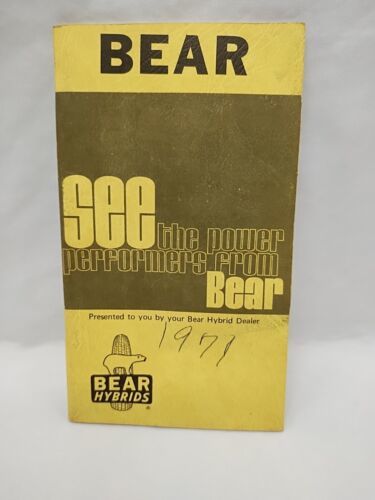 BEAR
See the power
performers from
Bear
Presented to you by your Bear Hybrid Dealer
1971
BEAR
HYBRIDS
®